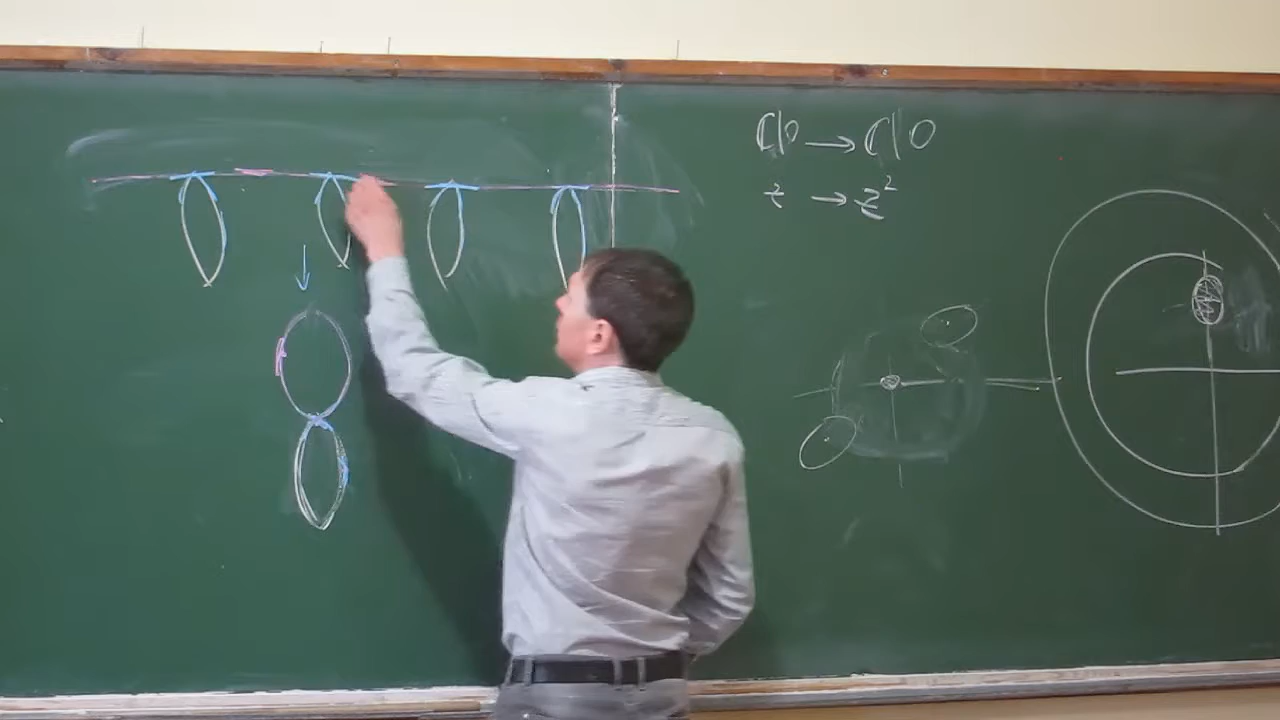 ℂ\0 → ℂ\0
z → z²